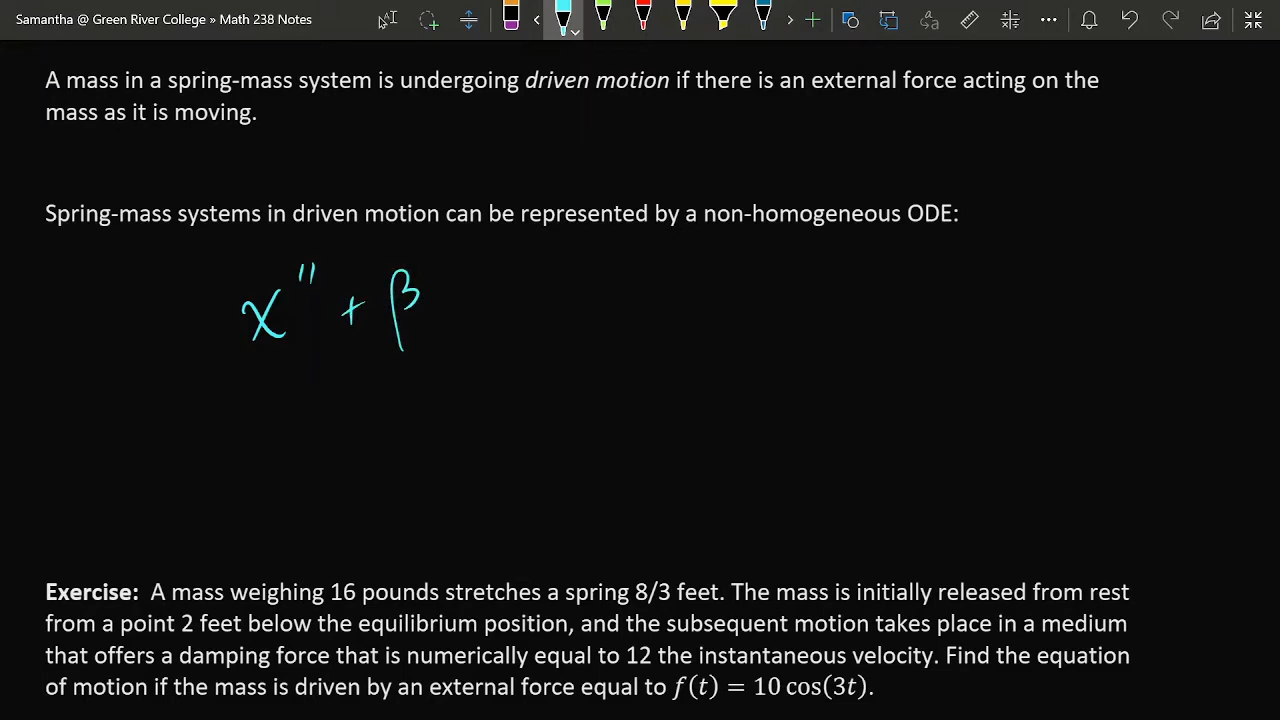 Samantha @ Green River College » Math 238 Notes
A mass in a spring-mass system is undergoing driven motion if there is an external force acting on the
mass as it is moving.
Spring-mass systems in driven motion can be represented by a non-homogeneous ODE:
x'' + β
Exercise: A mass weighing 16 pounds stretches a spring 8/3 feet. The mass is initially released from rest
from a point 2 feet below the equilibrium position, and the subsequent motion takes place in a medium
that offers a damping force that is numerically equal to 12 the instantaneous velocity. Find the equation
of motion if the mass is driven by an external force equal to f(t) = 10 cos(3t).